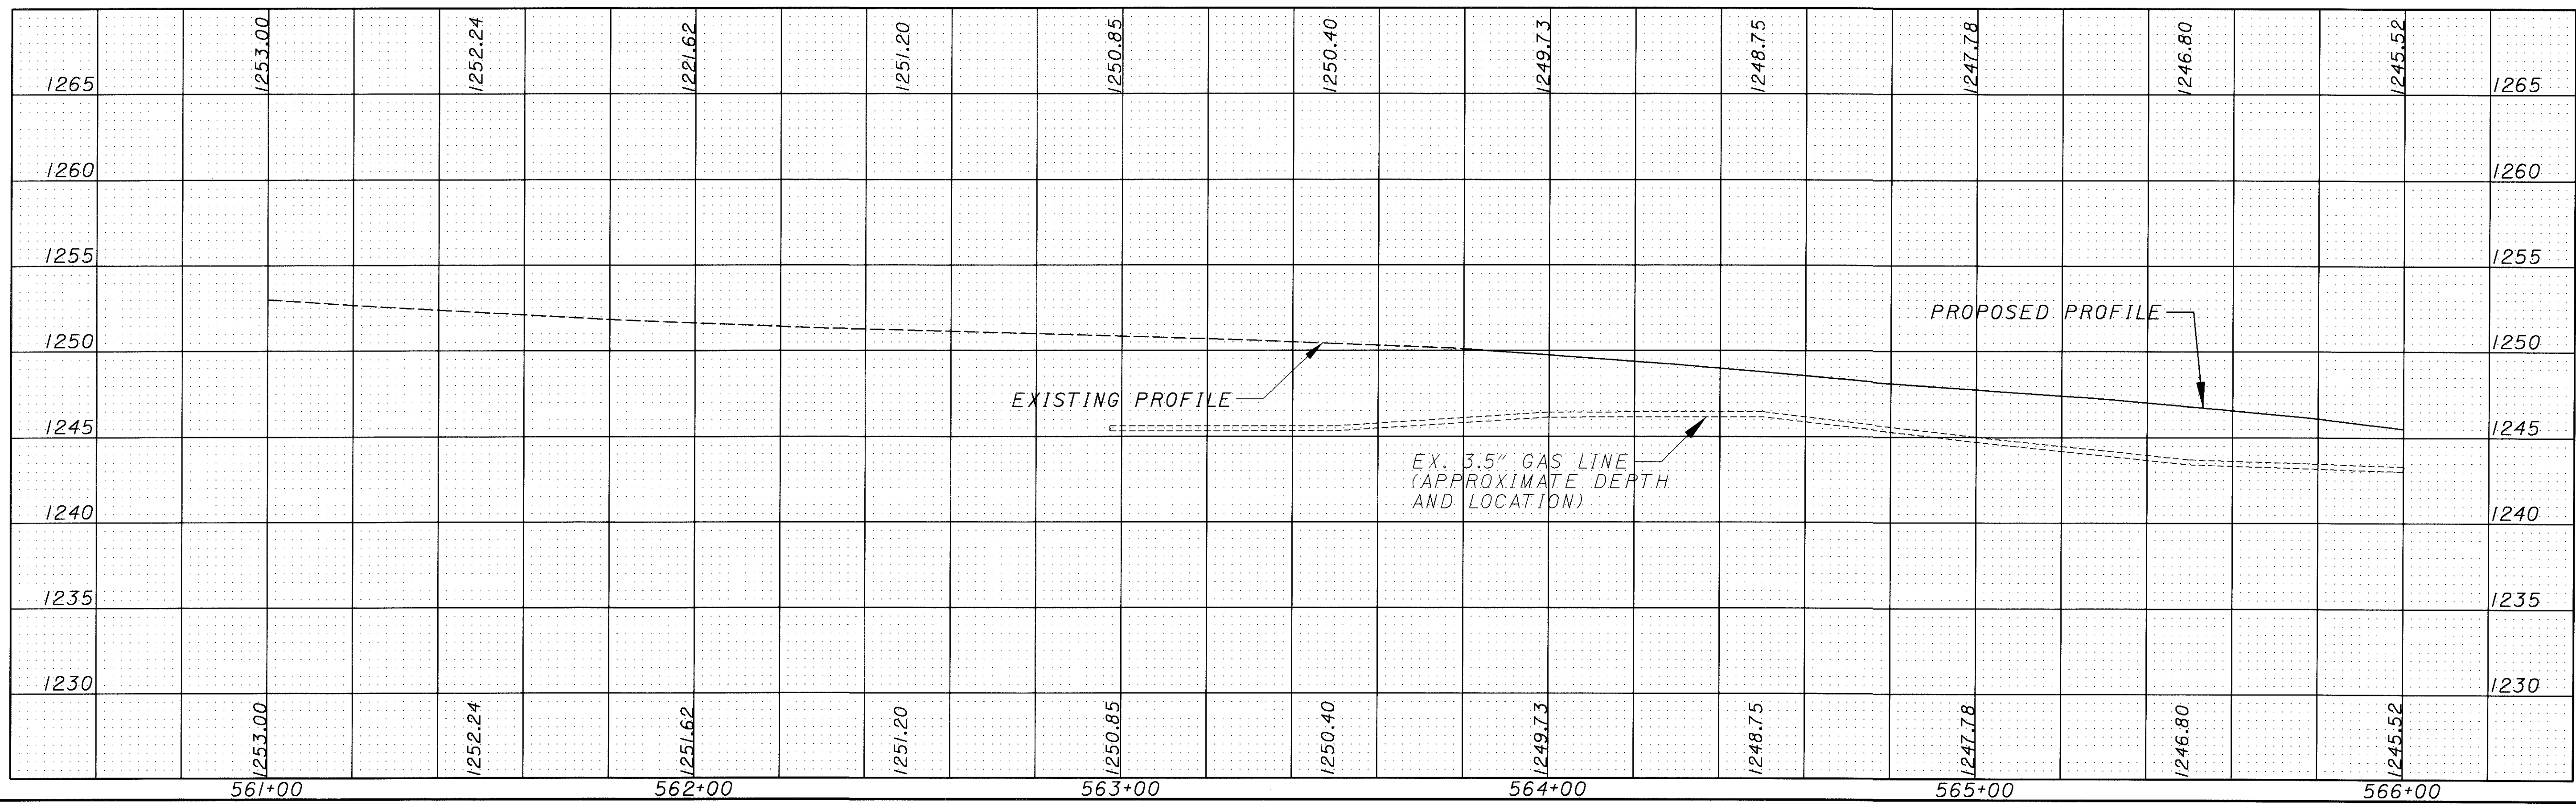 1253.00 1252.24 1221.62 1251.20 1250.85 1250.40 1249.73 1248.75 1247.78 1246.80 1245.52
1265 1265
1260 1260
1255 1255
PROPOSED PROFILE
1250 1250
EXISTING PROFILE
1245 1245
EX. 3.5" GAS LINE
(APPROXIMATE DEPTH
AND LOCATION)
1240 1240
1235 1235
1230 1230
1253.00 1252.24 1251.62 1251.20 1250.85 1250.40 1249.73 1248.75 1247.78 1246.80 1245.52
561+00 562+00 563+00 564+00 565+00 566+00